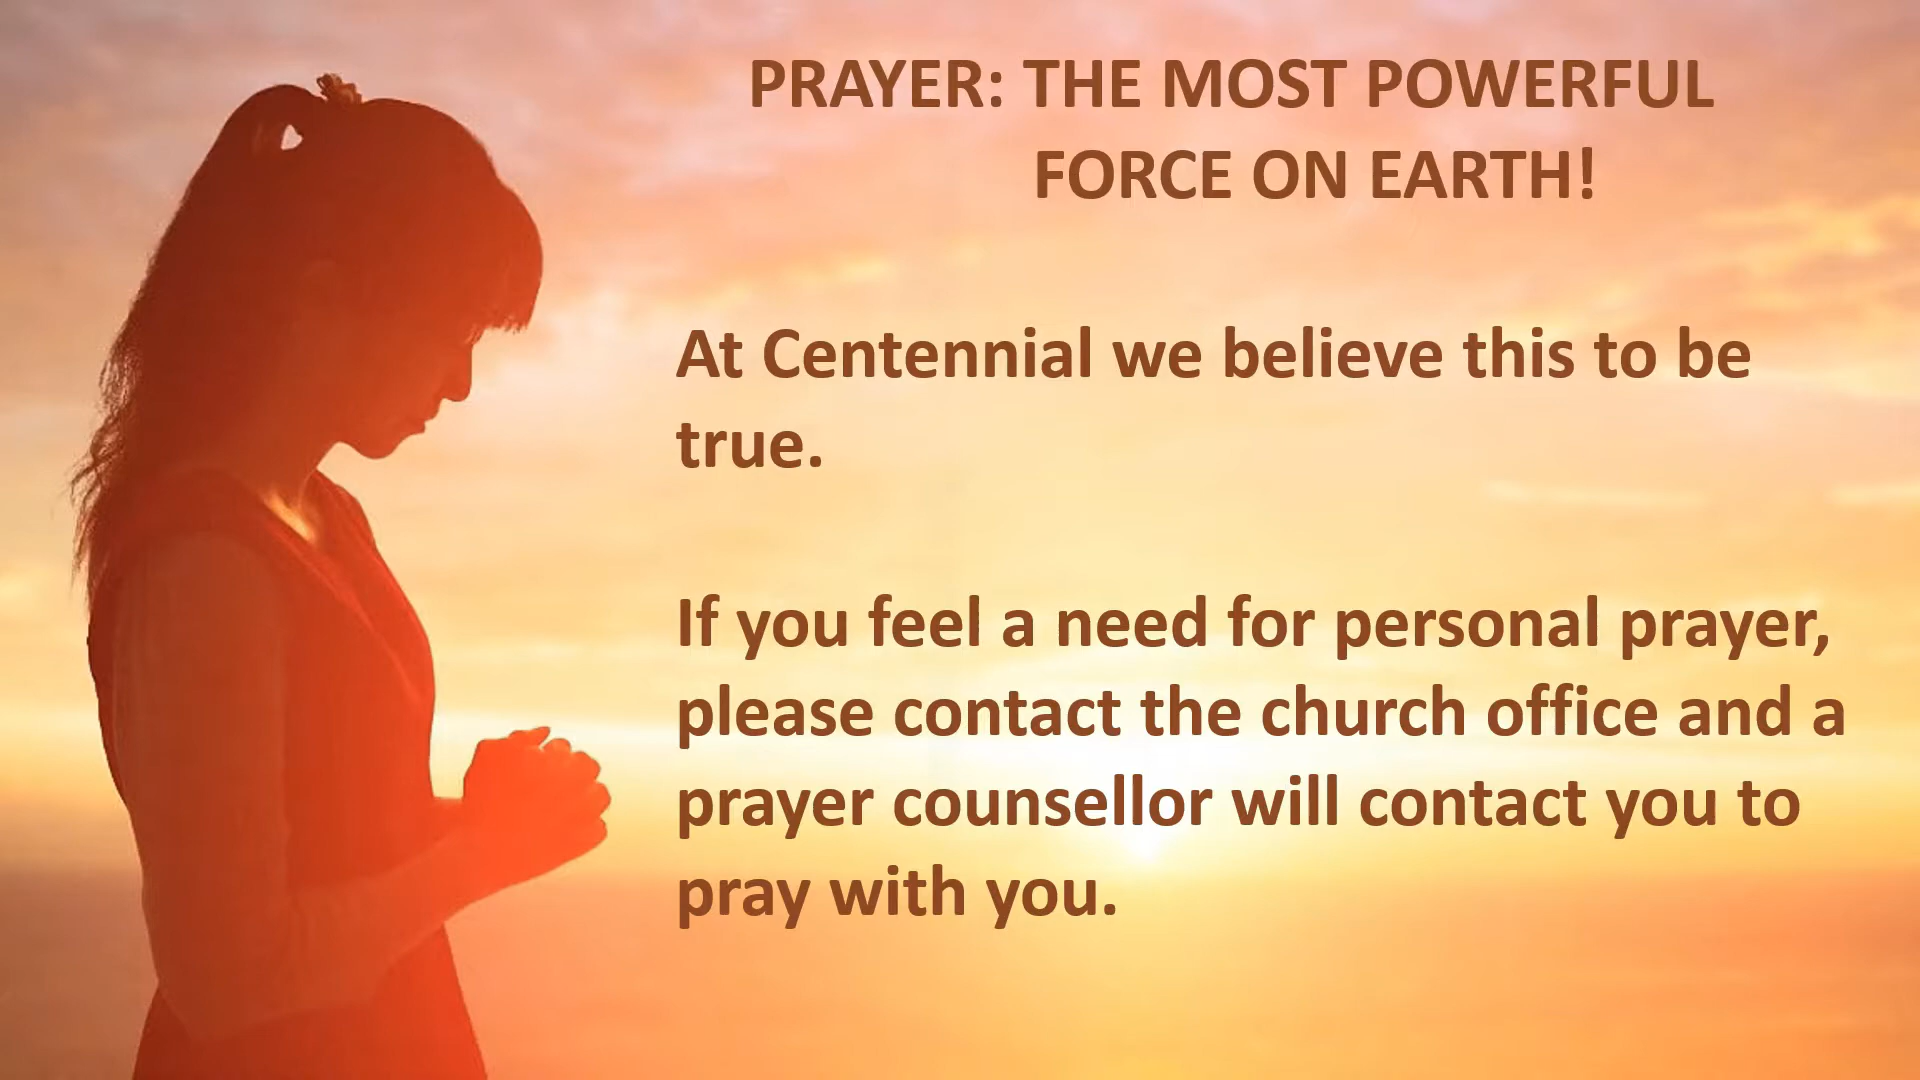 PRAYER: THE MOST POWERFUL
FORCE ON EARTH!
At Centennial we believe this to be
true.
If you feel a need for personal prayer,
please contact the church office and a
prayer counsellor will contact you to
pray with you.